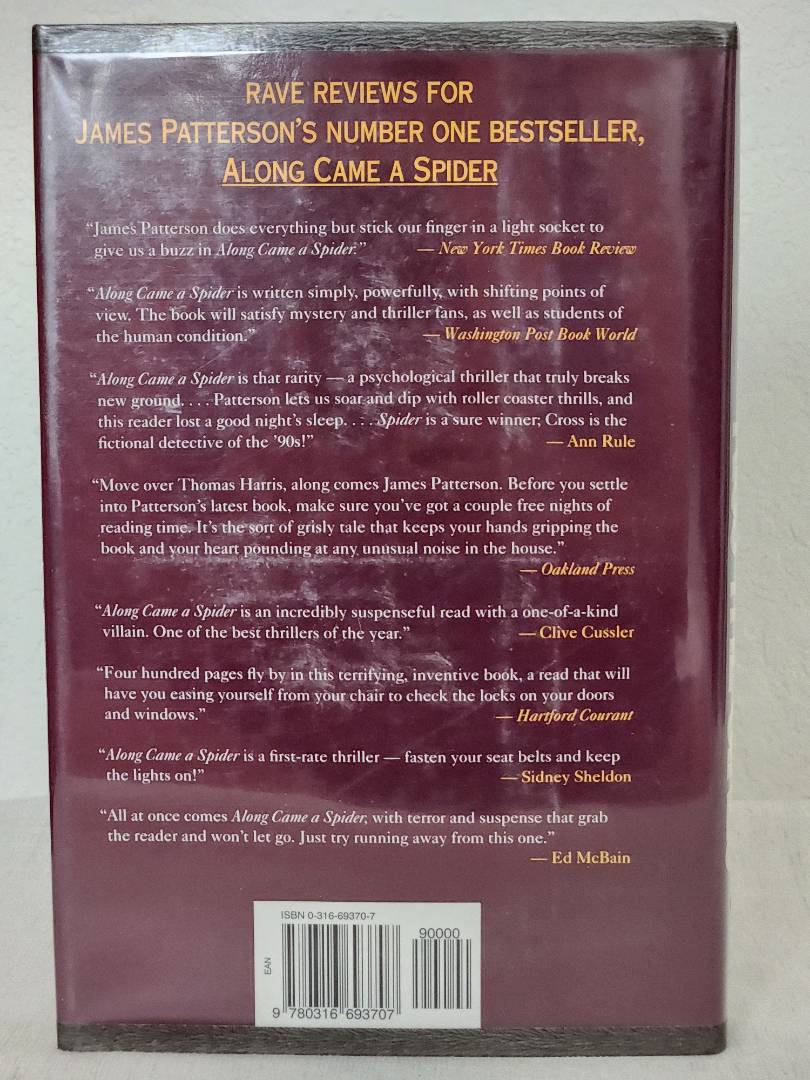 RAVE REVIEWS FOR
JAMES PATTERSON'S NUMBER ONE BESTSELLER,
ALONG CAME A SPIDER
“James Patterson does everything but stick our finger in a light socket to
give us a buzz in Along Came a Spider.” — New York Times Book Review
“Along Came a Spider is written simply, powerfully, with shifting points of
view. The book will satisfy mystery and thriller fans, as well as students of
the human condition.” — Washington Post Book World
“Along Came a Spider is that rarity — a psychological thriller that truly breaks
new ground. . . . Patterson lets us soar and dip with roller coaster thrills, and
this reader lost a good night's sleep. . . . Spider is a sure winner; Cross is the
fictional detective of the '90s!” — Ann Rule
“Move over Thomas Harris, along comes James Patterson. Before you settle
into Patterson's latest book, make sure you've got a couple free nights of
reading time. It's the sort of grisly tale that keeps your hands gripping the
book and your heart pounding at any unusual noise in the house.”
— Oakland Press
“Along Came a Spider is an incredibly suspenseful read with a one-of-a-kind
villain. One of the best thrillers of the year.” — Clive Cussler
“Four hundred pages fly by in this terrifying, inventive book, a read that will
have you easing yourself from your chair to check the locks on your doors
and windows.” — Hartford Courant
“Along Came a Spider is a first-rate thriller — fasten your seat belts and keep
the lights on!” — Sidney Sheldon
“All at once comes Along Came a Spider, with terror and suspense that grab
the reader and won't let go. Just try running away from this one.”
— Ed McBain
ISBN 0-316-69370-7
90000
EAN
9 780316 693707